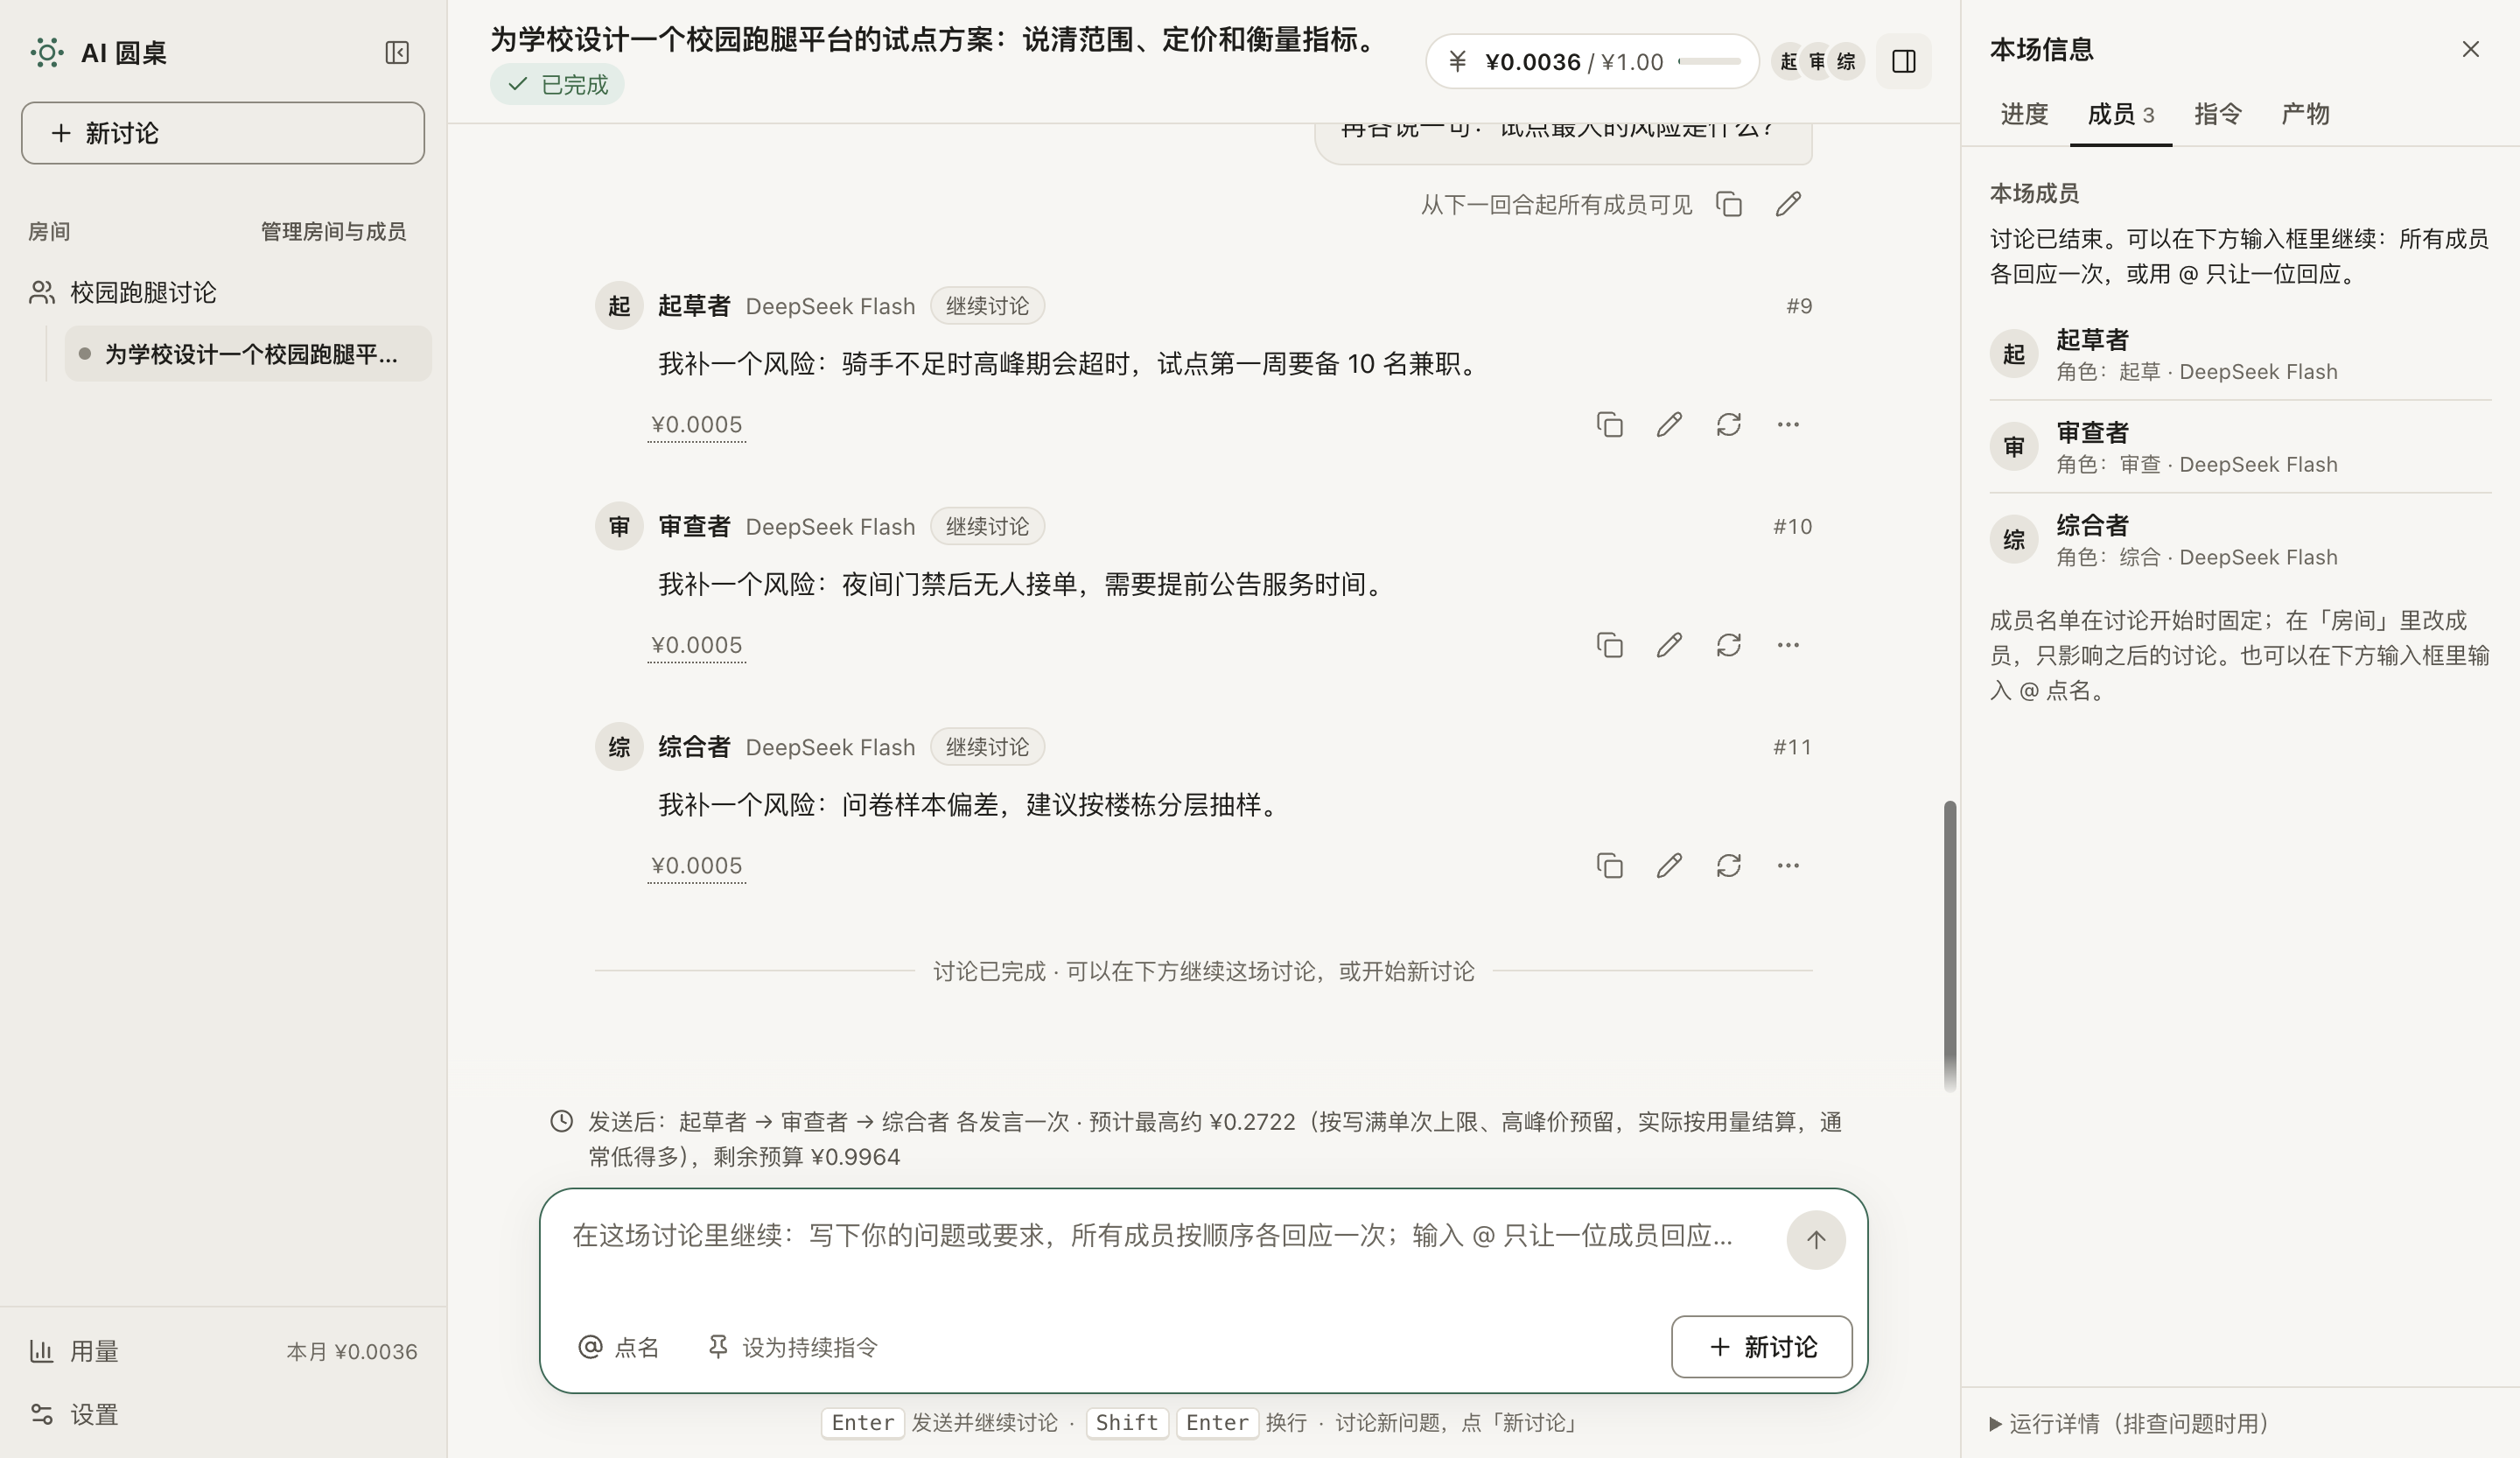 AI 圆桌
新讨论
房间
管理房间与成员
校园跑腿讨论
为学校设计一个校园跑腿平...
用量
本月 ¥0.0036
设置
为学校设计一个校园跑腿平台的试点方案：说清范围、定价和衡量指标。
已完成
¥0.0036 / ¥1.00
起
审
综
再各说一句：试点最大的风险是什么？
从下一回合起所有成员可见
起 起草者 DeepSeek Flash 继续讨论 #9
我补一个风险：骑手不足时高峰期会超时，试点第一周要备 10 名兼职。
¥0.0005
审 审查者 DeepSeek Flash 继续讨论 #10
我补一个风险：夜间门禁后无人接单，需要提前公告服务时间。
¥0.0005
综 综合者 DeepSeek Flash 继续讨论 #11
我补一个风险：问卷样本偏差，建议按楼栋分层抽样。
¥0.0005
讨论已完成 · 可以在下方继续这场讨论，或开始新讨论
发送后：起草者 → 审查者 → 综合者 各发言一次 · 预计最高约 ¥0.2722（按写满单次上限、高峰价预留，实际按用量结算，通
常低得多），剩余预算 ¥0.9964
在这场讨论里继续：写下你的问题或要求，所有成员按顺序各回应一次；输入 @ 只让一位成员回应...
点名
设为持续指令
新讨论
Enter 发送并继续讨论 · Shift Enter 换行 · 讨论新问题，点「新讨论」
本场信息
进度 成员 3 指令 产物
本场成员
讨论已结束。可以在下方输入框里继续：所有成员
各回应一次，或用 @ 只让一位回应。
起 起草者
角色：起草 · DeepSeek Flash
审 审查者
角色：审查 · DeepSeek Flash
综 综合者
角色：综合 · DeepSeek Flash
成员名单在讨论开始时固定；在「房间」里改成
员，只影响之后的讨论。也可以在下方输入框里输
入 @ 点名。
运行详情（排查问题时用）